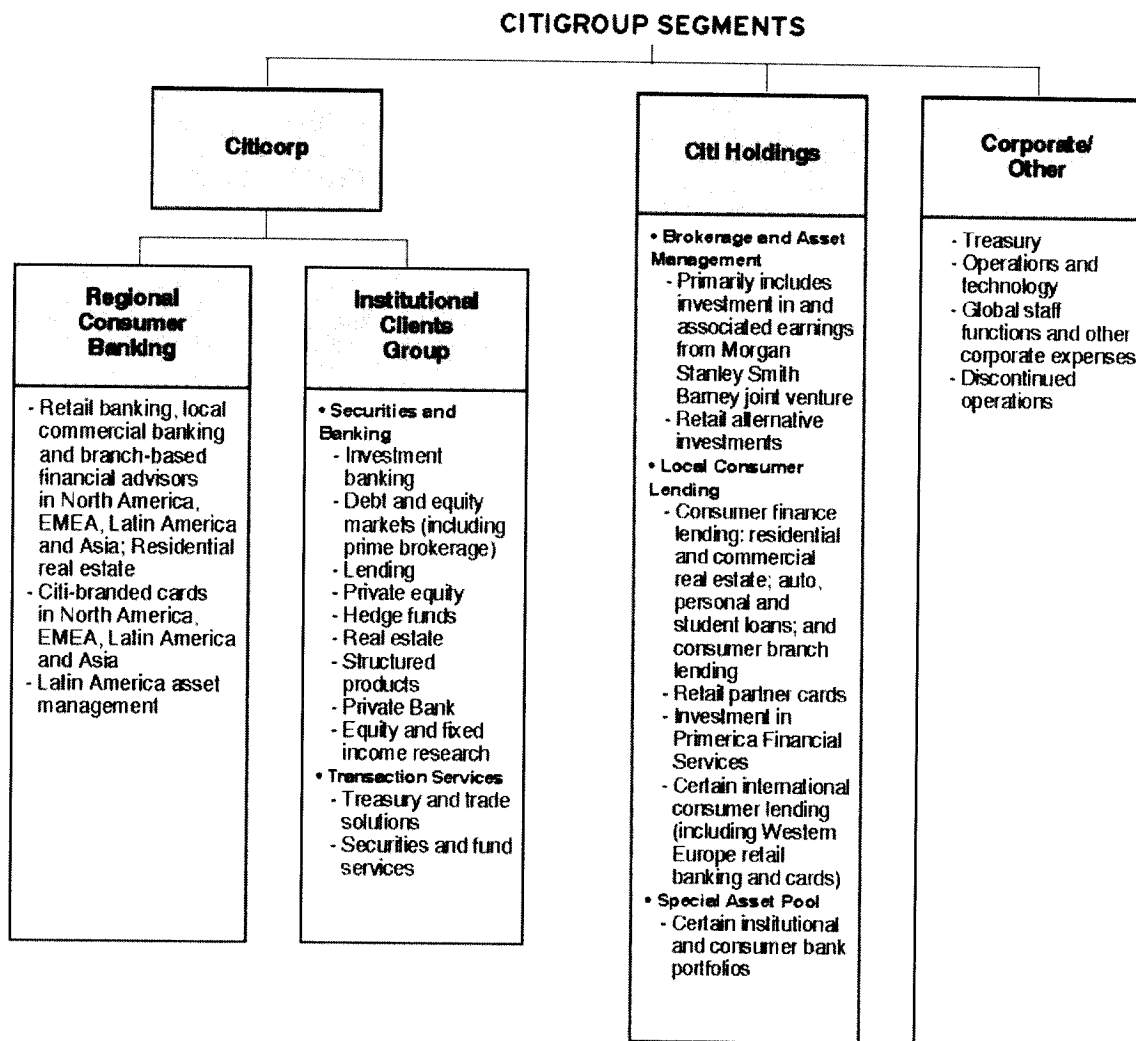 CITIGROUP SEGMENTS
Citicorp
Regional
Consumer
Banking
- Retail banking, local
commercial banking
and branch-based
financial advisors
in North America,
EMEA, Latin America
and Asia; Residential
real estate
- Citi-branded cards
in North America,
EMEA, Latin America
and Asia
- Latin America asset
management
Institutional
Clients
Group
• Securities and
Banking
- Investment
banking
- Debt and equity
markets (including
prime brokerage)
- Lending
- Private equity
- Hedge funds
- Real estate
- Structured
products
- Private Bank
- Equity and fixed
income research
• Transaction Services
- Treasury and trade
solutions
- Securities and fund
services
Citi Holdings
• Brokerage and Asset
Management
- Primarily includes
investment in and
associated earnings
from Morgan
Stanley Smith
Barney joint venture
- Retail alternative
investments
• Local Consumer
Lending
- Consumer finance
lending: residential
and commercial
real estate; auto,
personal and
student loans; and
consumer branch
lending
- Retail partner cards
- Investment in
Primerica Financial
Services
- Certain international
consumer lending
(including Western
Europe retail
banking and cards)
• Special Asset Pool
- Certain institutional
and consumer bank
portfolios
Corporate/
Other
- Treasury
- Operations and
technology
- Global staff
functions and other
corporate expenses
- Discontinued
operations